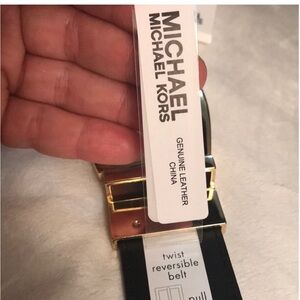 MICHAEL
MICHAEL KORS
GENUINE LEATHER
CHINA
twist
reversible
belt
pull